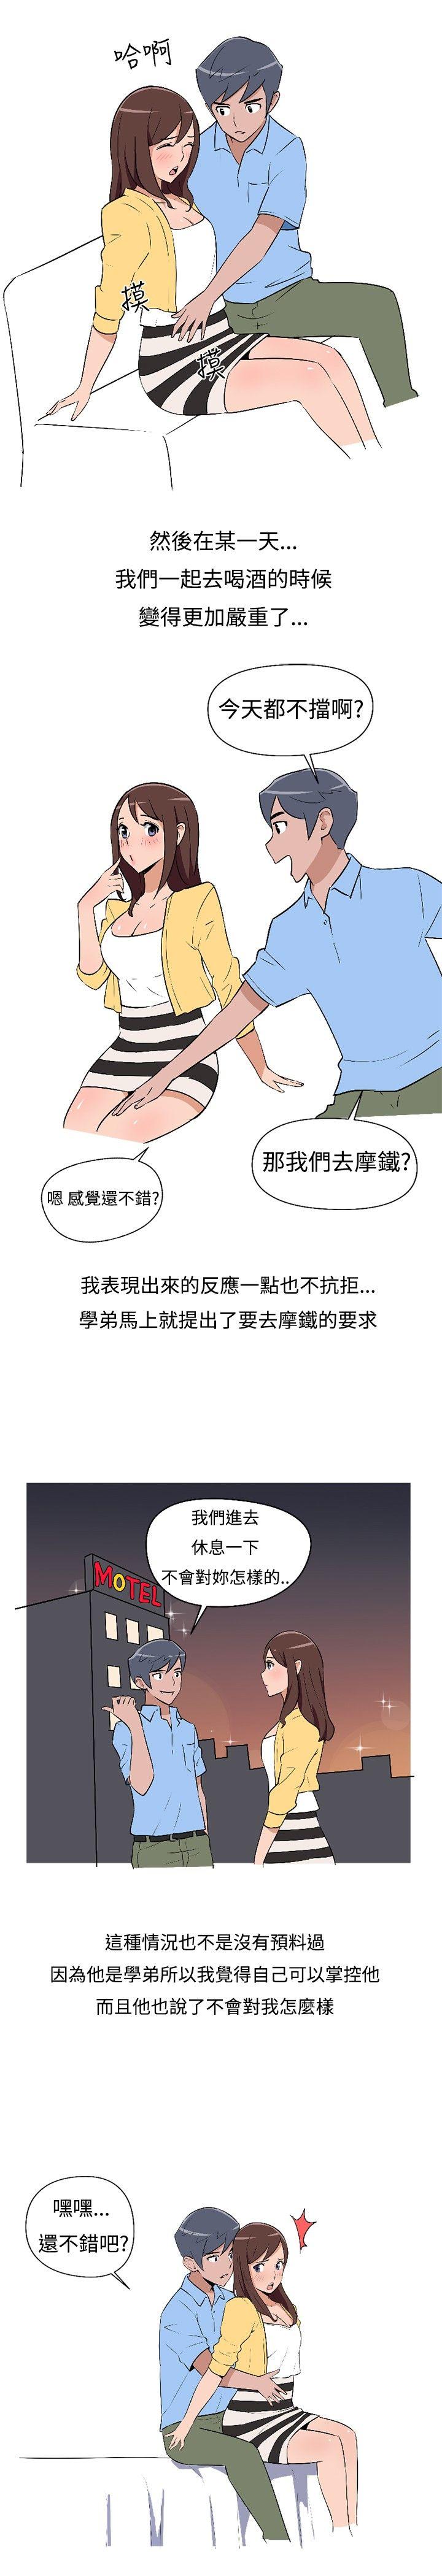 哈啊
摸
摸
然後在某一天...
我們一起去喝酒的時候
變得更加嚴重了...
今天都不擋啊?
那我們去摩鐵?
嗯 感覺還不錯?
我表現出來的反應一點也不抗拒...
學弟馬上就提出了要去摩鐵的要求
我們進去
休息一下
不會對妳怎樣的..
MOTEL
這種情況也不是沒有預料過
因為他是學弟所以我覺得自己可以掌控他
而且他也說了不會對我怎麼樣
嘿嘿...
還不錯吧?